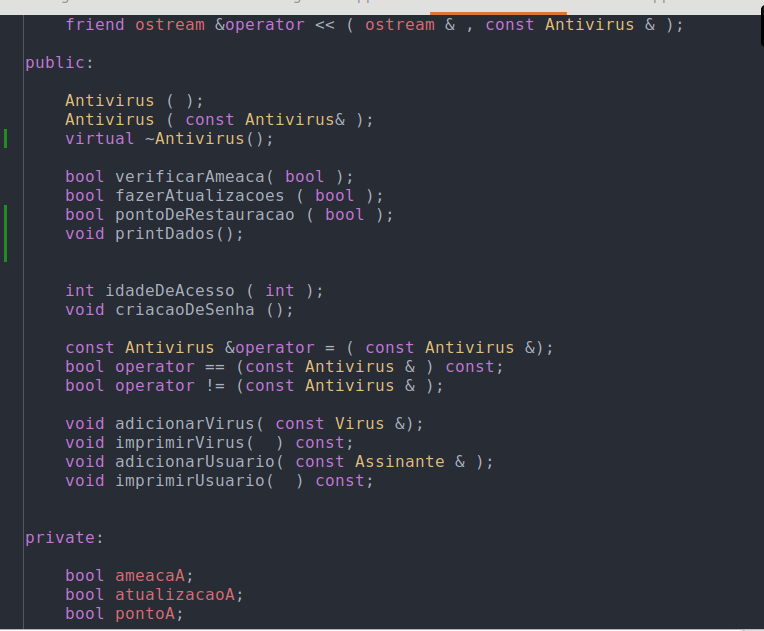 friend ostream &operator << ( ostream & , const Antivirus & );
public:
Antivirus ( );
Antivirus ( const Antivirus& );
virtual ~Antivirus();
bool verificarAmeaca( bool );
bool fazerAtualizacoes ( bool );
bool pontoDeRestauracao ( bool );
void printDados();
int idadeDeAcesso ( int );
void criacaoDeSenha ();
const Antivirus &operator = ( const Antivirus &);
bool operator == (const Antivirus & ) const;
bool operator != (const Antivirus & );
void adicionarVirus( const Virus &);
void imprimirVirus(  ) const;
void adicionarUsuario( const Assinante & );
void imprimirUsuario(  ) const;
private:
bool ameacaA;
bool atualizacaoA;
bool pontoA;